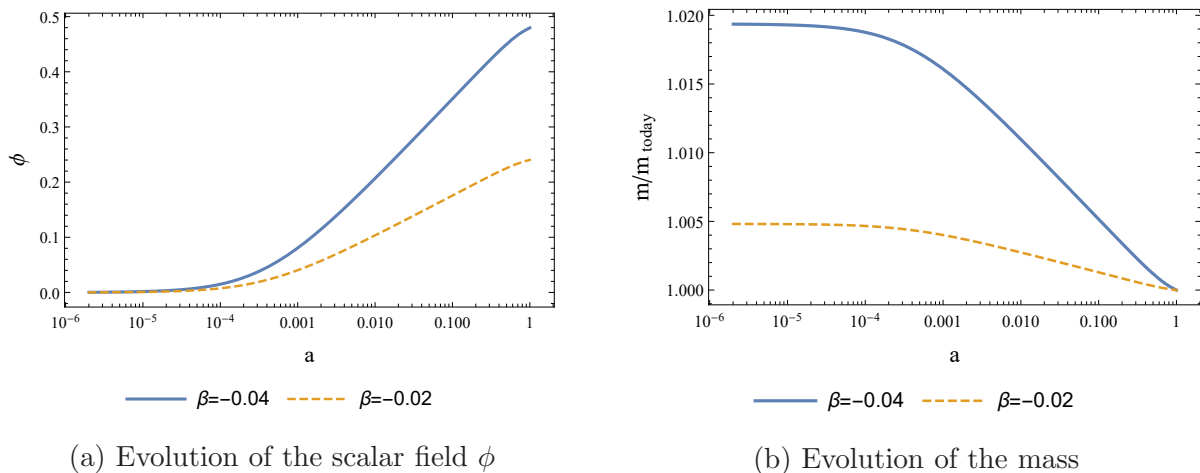 0.5
0.4
0.3
0.2
0.1
0.0
ϕ
10⁻⁶ 10⁻⁵ 10⁻⁴ 0.001 0.010 0.100 1
a
β=−0.04 β=−0.02
(a) Evolution of the scalar field ϕ
1.020
1.015
1.010
1.005
1.000
m/m today
10⁻⁶ 10⁻⁵ 10⁻⁴ 0.001 0.010 0.100 1
a
β=−0.04 β=−0.02
(b) Evolution of the mass